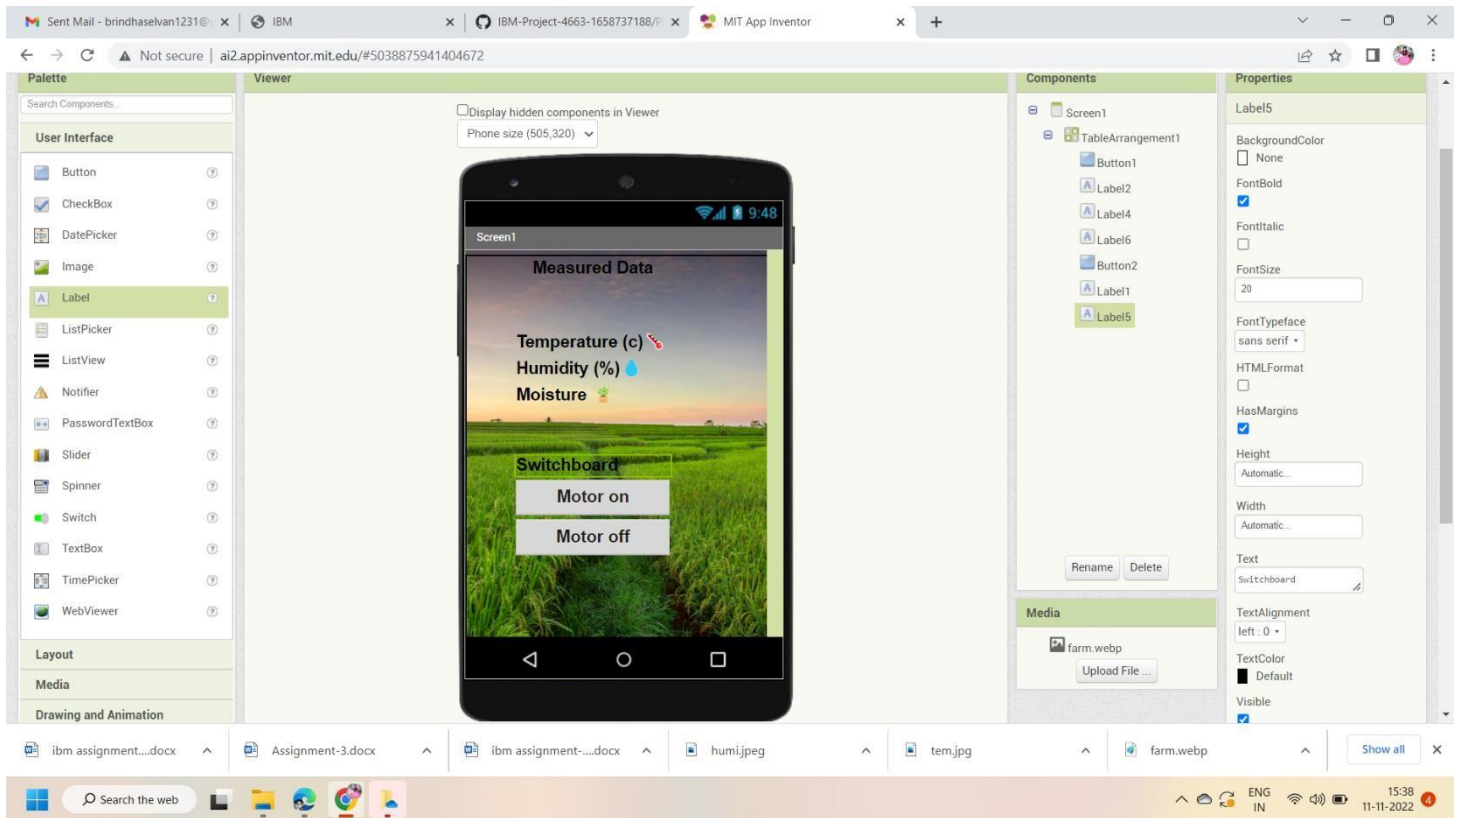 Sent Mail - brindhaselvan1231@
IBM
IBM-Project-4663-1658737188/P
MIT App Inventor
Not secure | ai2.appinventor.mit.edu/#5038875941404672
Palette
Viewer
Components
Properties
Search Components...
User Interface
Button
CheckBox
DatePicker
Image
Label
ListPicker
ListView
Notifier
PasswordTextBox
Slider
Spinner
Switch
TextBox
TimePicker
WebViewer
Layout
Media
Drawing and Animation
Display hidden components in Viewer
Phone size (505,320)
9:48
Screen1
Measured Data
Temperature (c)
Humidity (%)
Moisture
Switchboard
Motor on
Motor off
Screen1
TableArrangement1
Button1
Label2
Label4
Label6
Button2
Label1
Label5
Rename Delete
Media
farm.webp
Upload File ...
Label5
BackgroundColor
None
FontBold
FontItalic
FontSize
20
FontTypeface
sans serif
HTMLFormat
HasMargins
Height
Automatic...
Width
Automatic...
Text
Switchboard
TextAlignment
left : 0
TextColor
Default
Visible
ibm assignment....docx
Assignment-3.docx
ibm assignment-....docx
humi.jpeg
tem.jpg
farm.webp
Show all
Search the web
ENG
IN
15:38
11-11-2022
4